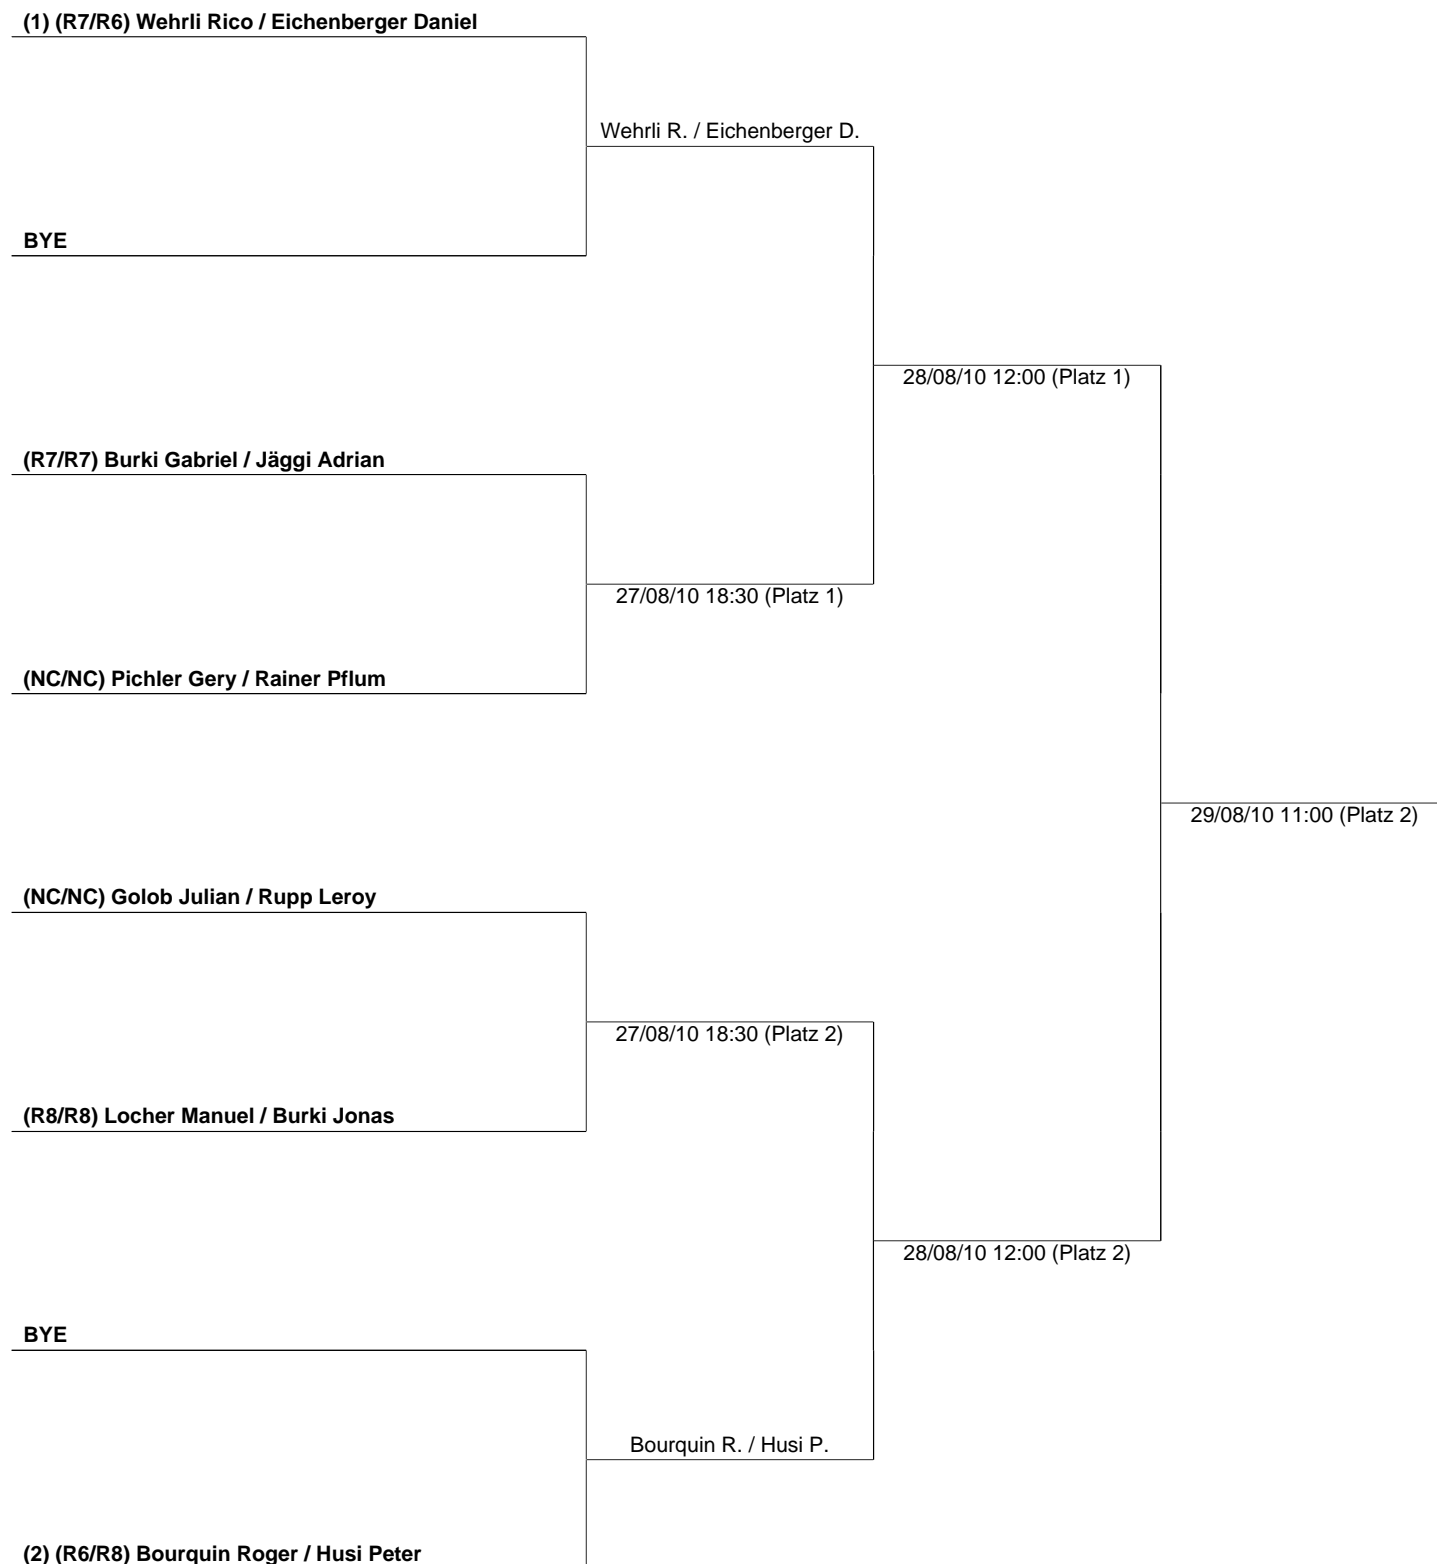 (1) (R7/R6) Wehrli Rico / Eichenberger Daniel
Wehrli R. / Eichenberger D.
BYE
28/08/10 12:00 (Platz 1)
(R7/R7) Burki Gabriel / Jäggi Adrian
27/08/10 18:30 (Platz 1)
(NC/NC) Pichler Gery / Rainer Pflum
29/08/10 11:00 (Platz 2)
(NC/NC) Golob Julian / Rupp Leroy
27/08/10 18:30 (Platz 2)
(R8/R8) Locher Manuel / Burki Jonas
28/08/10 12:00 (Platz 2)
BYE
Bourquin R. / Husi P.
(2) (R6/R8) Bourquin Roger / Husi Peter